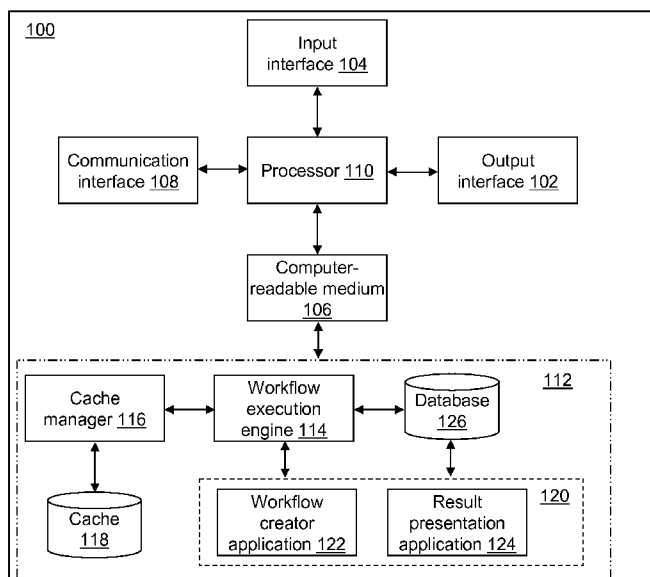 100
Input
interface 104
Communication
interface 108
Processor 110
Output
interface 102
Computer-
readable medium
106
112
Cache
manager 116
Workflow
execution
engine 114
Database
126
120
Cache
118
Workflow
creator
application 122
Result
presentation
application 124